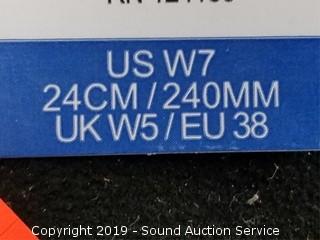 US W7
24CM / 240MM
UK W5 / EU 38
Copyright 2019 - Sound Auction Service